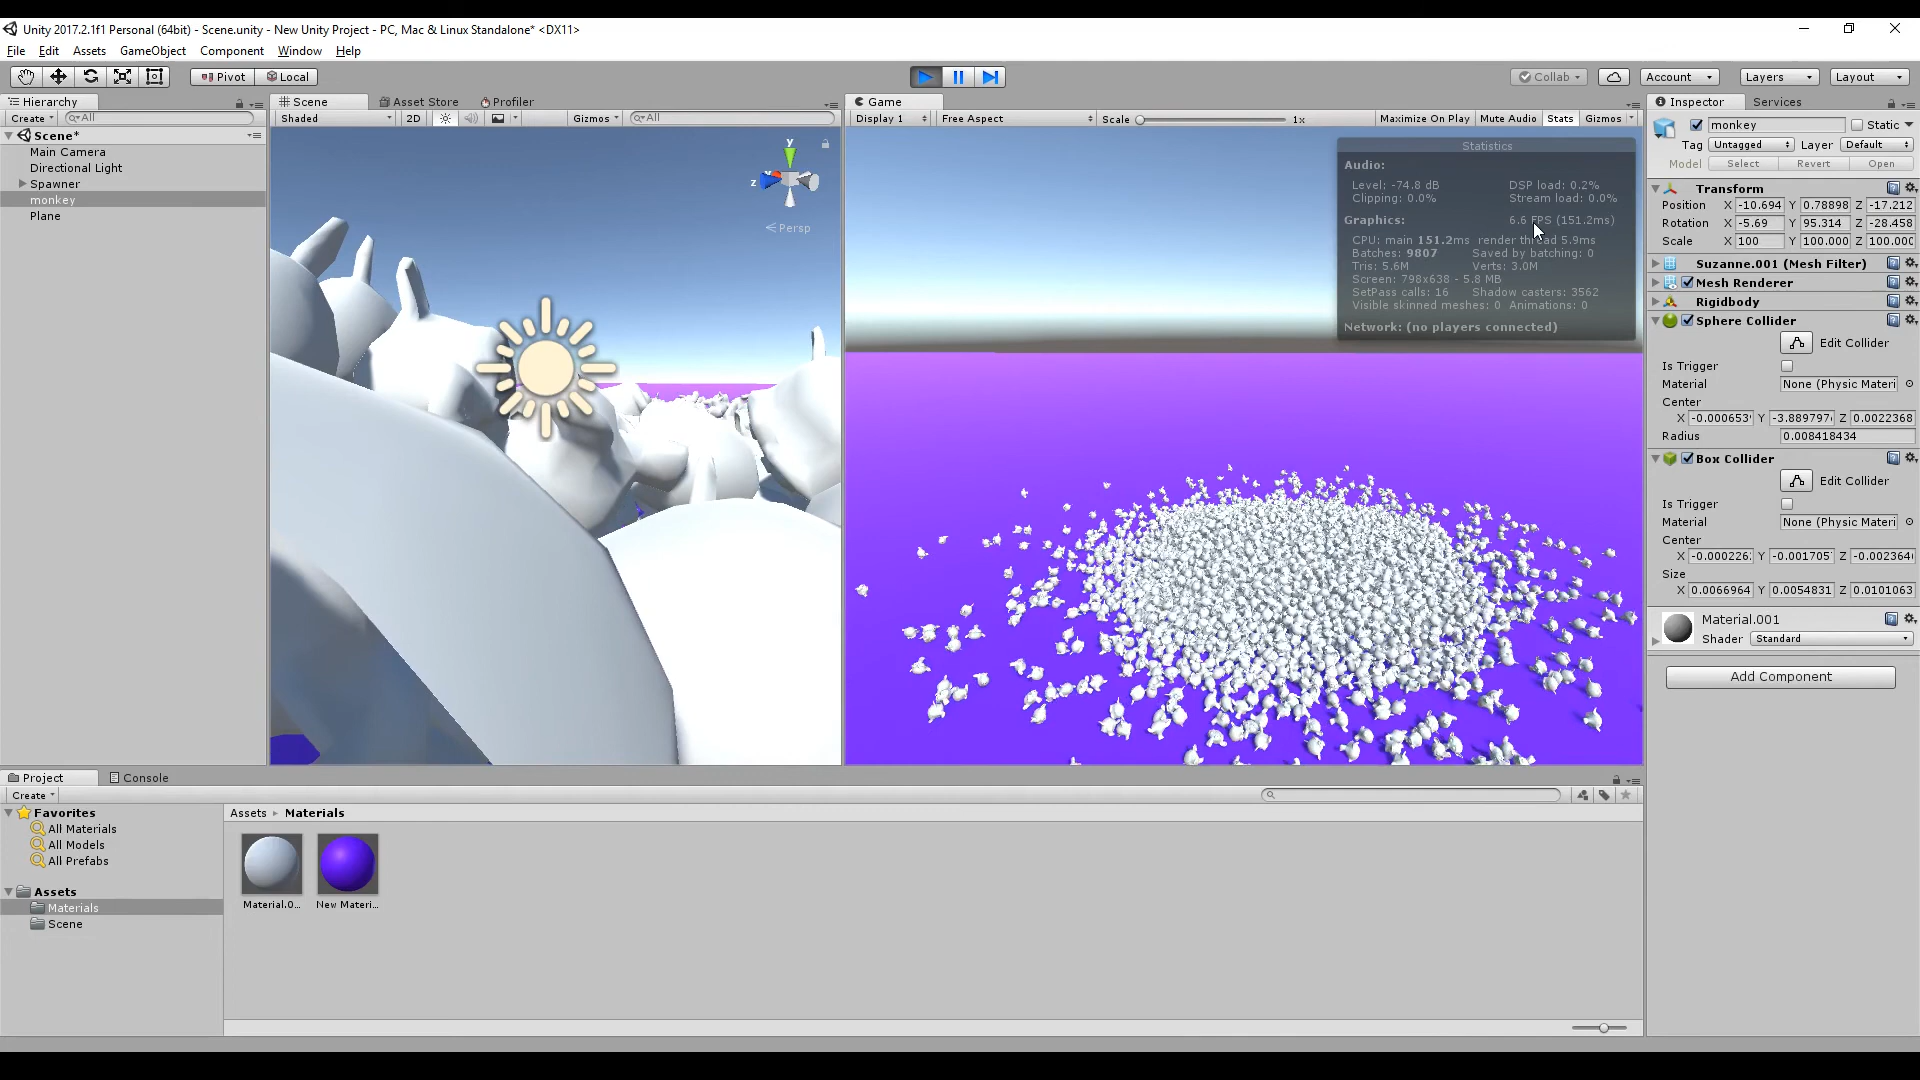 Unity 2017.2.1f1 Personal (64bit) - Scene.unity - New Unity Project - PC, Mac & Linux Standalone* <DX11>
File Edit Assets GameObject Component Window Help
Pivot Local Collab Account Layers Layout
Hierarchy
Create All
Scene*
Main Camera
Directional Light
Spawner
monkey
Plane
Scene Asset Store Profiler
Shaded 2D Gizmos All
y
z
Persp
Game
Display 1 Free Aspect Scale 1x Maximize On Play Mute Audio Stats Gizmos
Statistics
Audio:
Level: -74.8 dB DSP load: 0.2%
Clipping: 0.0% Stream load: 0.0%
Graphics: 6.6 FPS (151.2ms)
CPU: main 151.2ms render thread 5.9ms
Batches: 9807 Saved by batching: 0
Tris: 5.6M Verts: 3.0M
Screen: 798x638 - 5.8 MB
SetPass calls: 16 Shadow casters: 3562
Visible skinned meshes: 0 Animations: 0
Network: (no players connected)
Inspector Services
monkey Static
Tag Untagged Layer Default
Model Select Revert Open
Transform
Position X -10.694 Y 0.78898 Z -17.212
Rotation X -5.69 Y 95.314 Z -28.458
Scale X 100 Y 100.000 Z 100.000
Suzanne.001 (Mesh Filter)
Mesh Renderer
Rigidbody
Sphere Collider
Edit Collider
Is Trigger
Material None (Physic Materi
Center
X -0.000653 Y -3.889797 Z 0.0022368
Radius 0.008418434
Box Collider
Edit Collider
Is Trigger
Material None (Physic Materi
Center
X -0.00022 Y -0.001705 Z -0.002364
Size
X 0.0066964 Y 0.0054831 Z 0.0101063
Material.001
Shader Standard
Add Component
Project Console
Create
Favorites
All Materials
All Models
All Prefabs
Assets
Materials
Scene
Assets Materials
Material.0... New Materi...